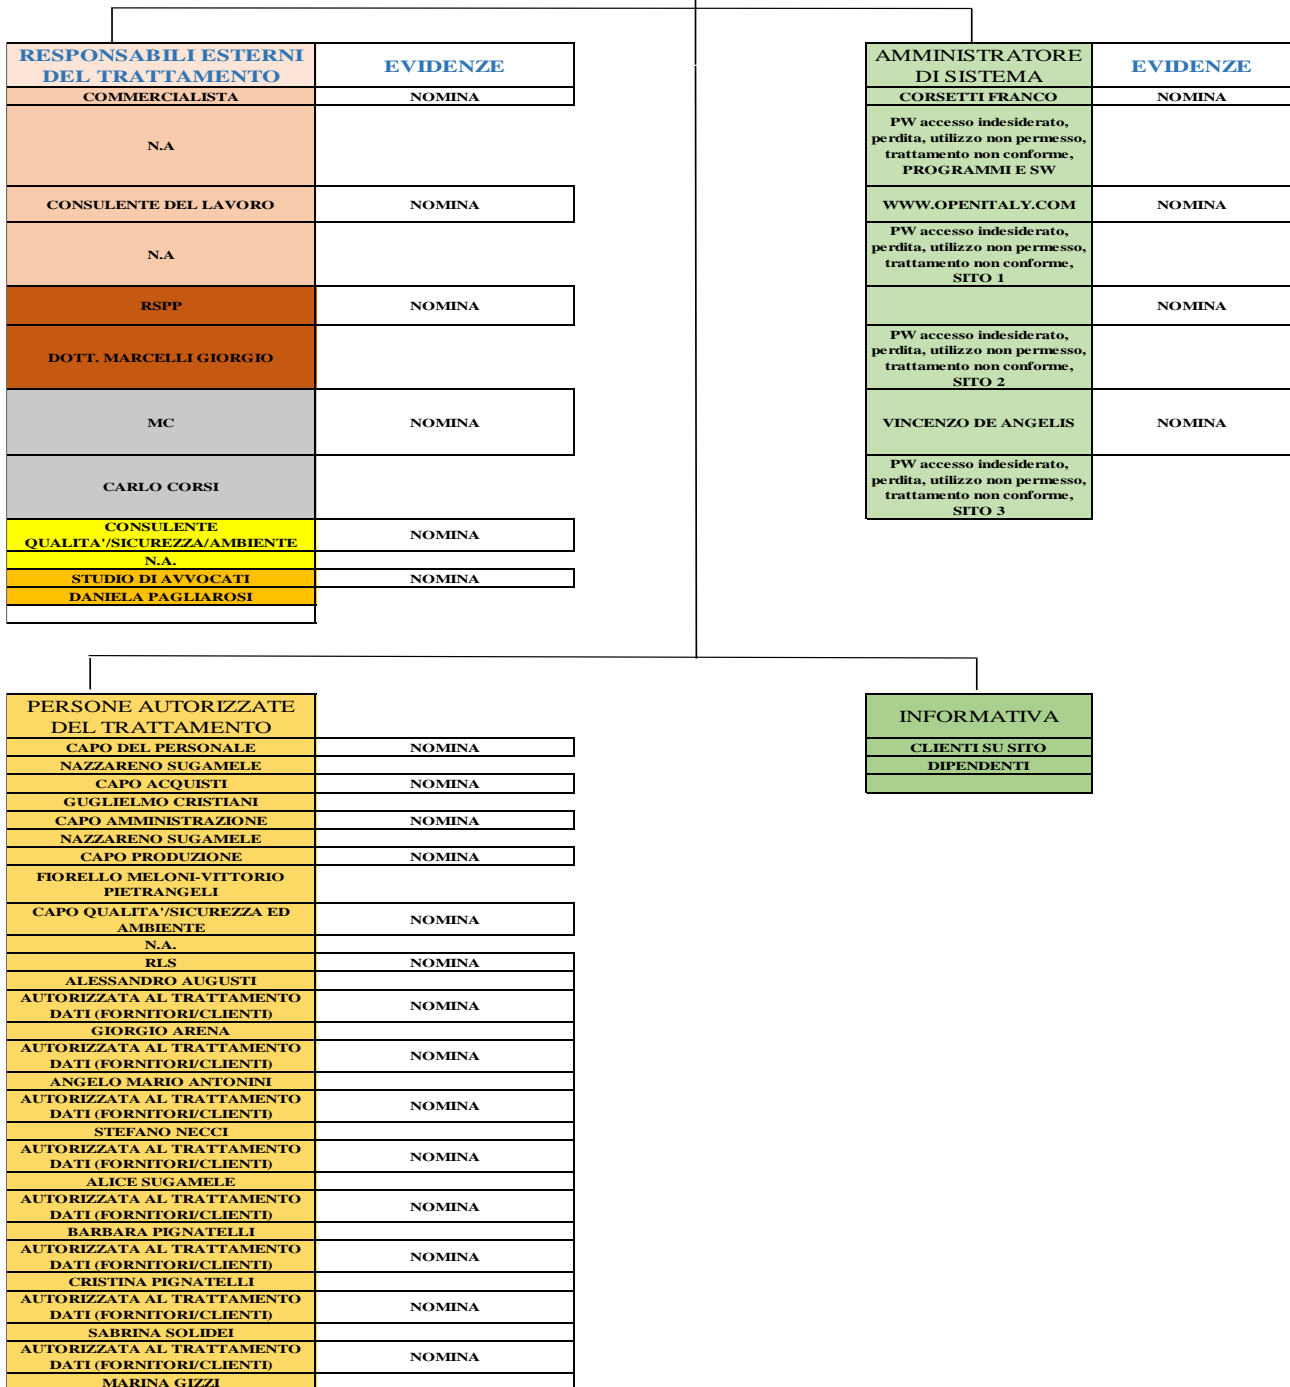 RESPONSABILI ESTERNI
DEL TRATTAMENTO
EVIDENZE
COMMERCIALISTA
NOMINA
N.A
CONSULENTE DEL LAVORO
NOMINA
N.A
RSPP
NOMINA
DOTT. MARCELLI GIORGIO
MC
NOMINA
CARLO CORSI
CONSULENTE
QUALITA'/SICUREZZA/AMBIENTE
NOMINA
N.A.
STUDIO DI AVVOCATI
NOMINA
DANIELA PAGLIAROSI
AMMINISTRATORE
DI SISTEMA
EVIDENZE
CORSETTI FRANCO
NOMINA
PW accesso indesiderato,
perdita, utilizzo non permesso,
trattamento non conforme,
PROGRAMMI E SW
WWW.OPENITALY.COM
NOMINA
PW accesso indesiderato,
perdita, utilizzo non permesso,
trattamento non conforme,
SITO 1
NOMINA
PW accesso indesiderato,
perdita, utilizzo non permesso,
trattamento non conforme,
SITO 2
VINCENZO DE ANGELIS
NOMINA
PW accesso indesiderato,
perdita, utilizzo non permesso,
trattamento non conforme,
SITO 3
PERSONE AUTORIZZATE
DEL TRATTAMENTO
CAPO DEL PERSONALE
NOMINA
NAZZARENO SUGAMELE
CAPO ACQUISTI
NOMINA
GUGLIELMO CRISTIANI
CAPO AMMINISTRAZIONE
NOMINA
NAZZARENO SUGAMELE
CAPO PRODUZIONE
NOMINA
FIORELLO MELONI-VITTORIO
PIETRANGELI
CAPO QUALITA'/SICUREZZA ED
AMBIENTE
NOMINA
N.A.
RLS
NOMINA
ALESSANDRO AUGUSTI
AUTORIZZATA AL TRATTAMENTO
DATI (FORNITORI/CLIENTI)
NOMINA
GIORGIO ARENA
AUTORIZZATA AL TRATTAMENTO
DATI (FORNITORI/CLIENTI)
NOMINA
ANGELO MARIO ANTONINI
AUTORIZZATA AL TRATTAMENTO
DATI (FORNITORI/CLIENTI)
NOMINA
STEFANO NECCI
AUTORIZZATA AL TRATTAMENTO
DATI (FORNITORI/CLIENTI)
NOMINA
ALICE SUGAMELE
AUTORIZZATA AL TRATTAMENTO
DATI (FORNITORI/CLIENTI)
NOMINA
BARBARA PIGNATELLI
AUTORIZZATA AL TRATTAMENTO
DATI (FORNITORI/CLIENTI)
NOMINA
CRISTINA PIGNATELLI
AUTORIZZATA AL TRATTAMENTO
DATI (FORNITORI/CLIENTI)
NOMINA
SABRINA SOLIDEI
AUTORIZZATA AL TRATTAMENTO
DATI (FORNITORI/CLIENTI)
NOMINA
MARINA GIZZI
INFORMATIVA
CLIENTI SU SITO
DIPENDENTI